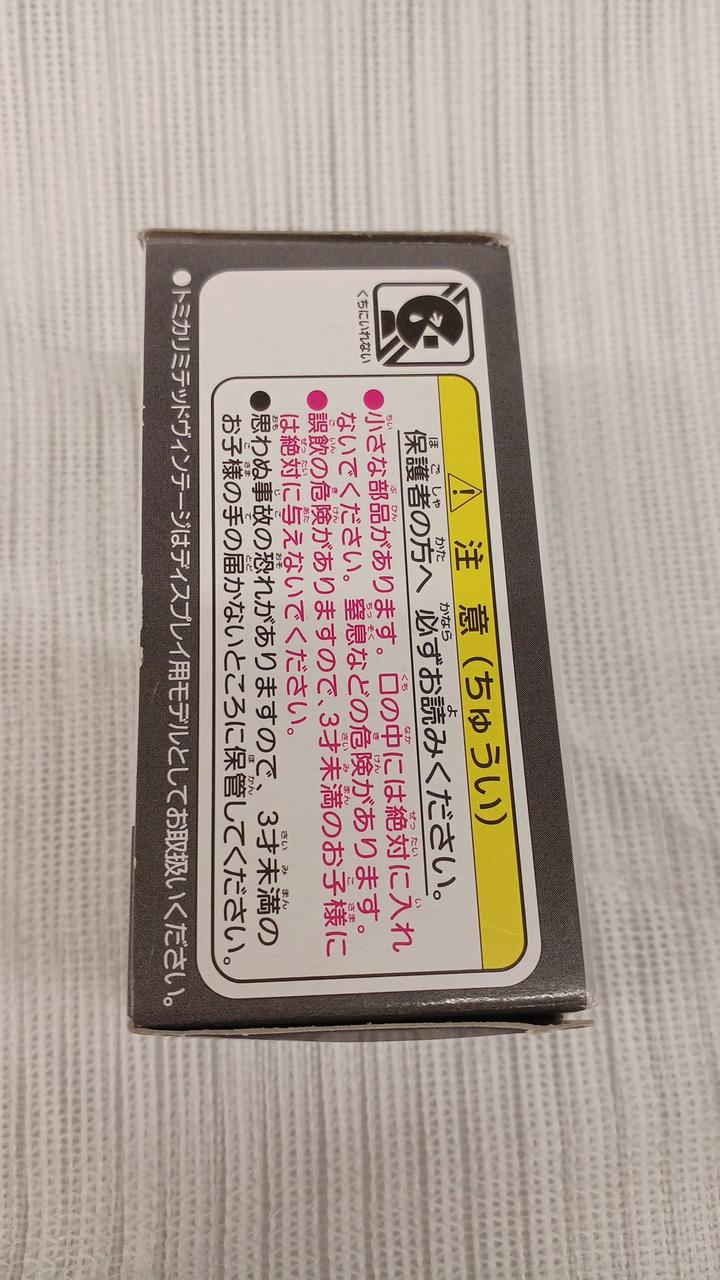 くちにいれない
⚠ 注意(ちゅうい)
保護者の方へ 必ずお読みください。
●小さな部品があります。口の中には絶対に入れ
ないでください。窒息などの危険があります。
●誤飲の危険がありますので、3才未満のお子様に
は絶対に与えないでください。
●思わぬ事故の恐れがありますので、3才未満の
お子様の手の届かないところに保管してください。
●トミカリミテッドヴィンテージはディスプレイ用モデルとしてお取扱いください。